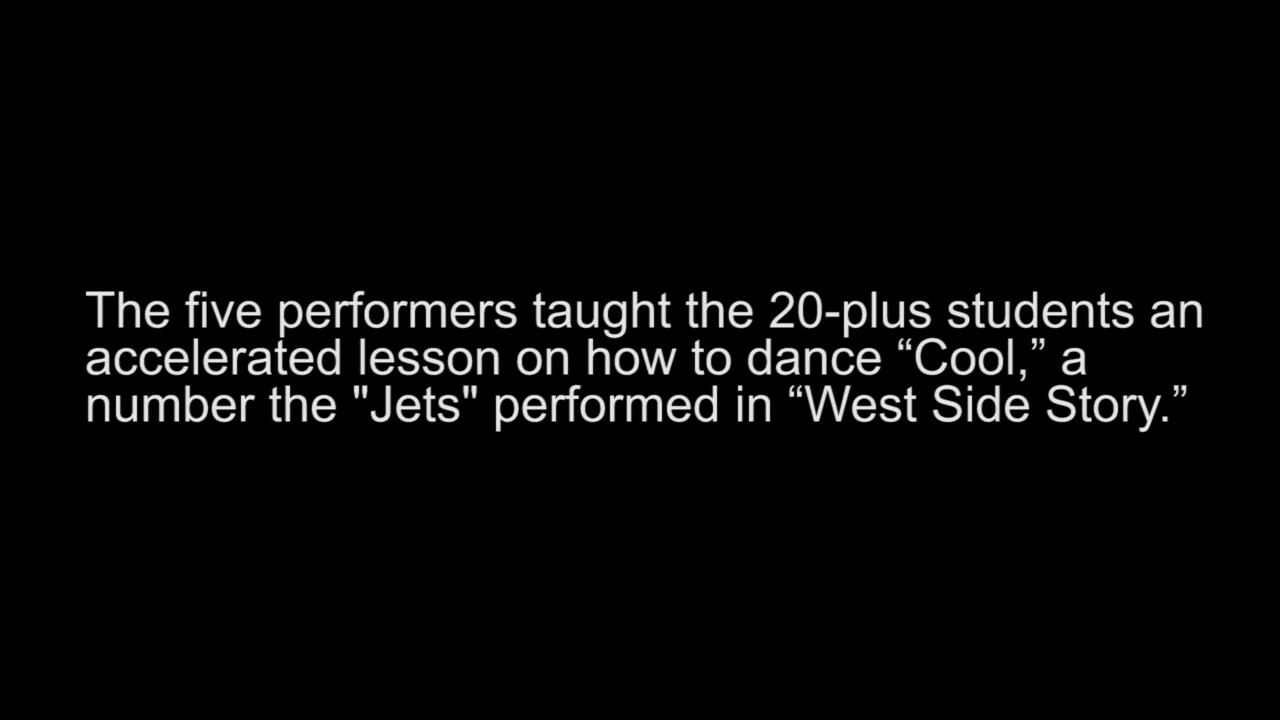 The five performers taught the 20-plus students an
accelerated lesson on how to dance “Cool,” a
number the "Jets" performed in “West Side Story.”